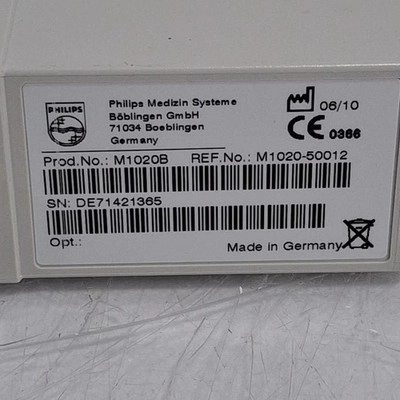 PHILIPS
Philips Medizin Systeme
Böblingen GmbH
71034 Boeblingen
Germany
06/10
CE 0366
Prod.No.: M1020B REF.No.: M1020-50012
SN: DE71421365
Opt.:
Made in Germany